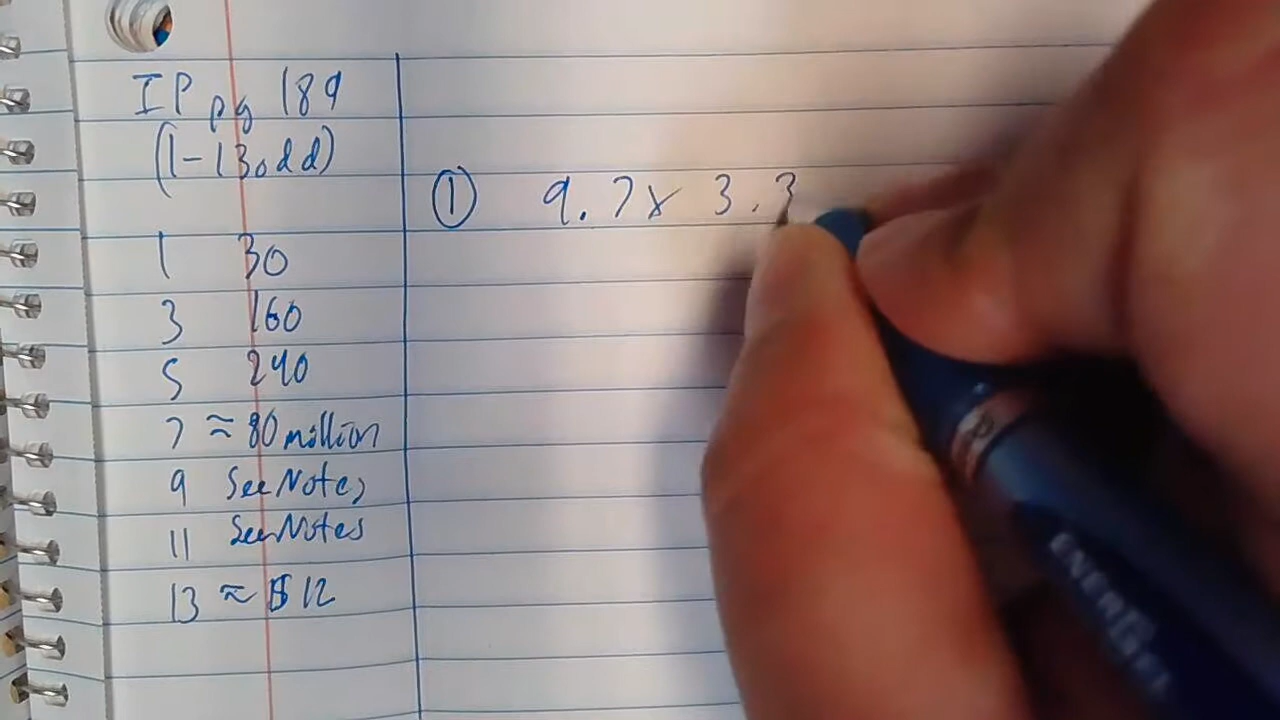 IP pg 189
(1-13 odd)
① 9.7 x 3.3
1 30
3 160
5 240
7 ≈ 80 million
9 See Notes
11 See Notes
13 ≈ $12